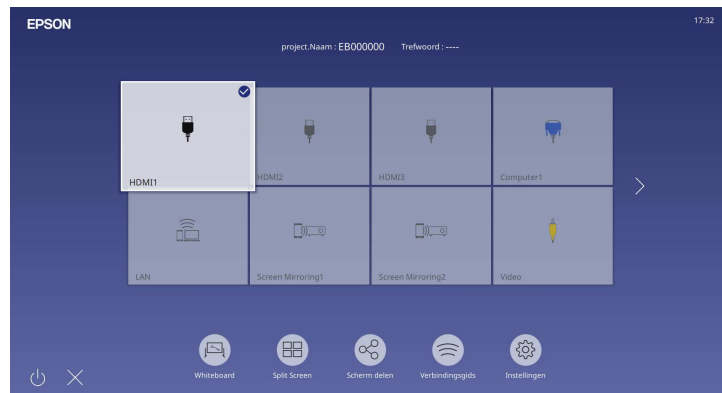 EPSON
17:32
project.Naam : EB000000 Trefwoord : ----
HDMI1
HDMI2
HDMI3
Computer1
LAN
Screen Mirroring1
Screen Mirroring2
Video
Whiteboard
Split Screen
Scherm delen
Verbindingsgids
Instellingen